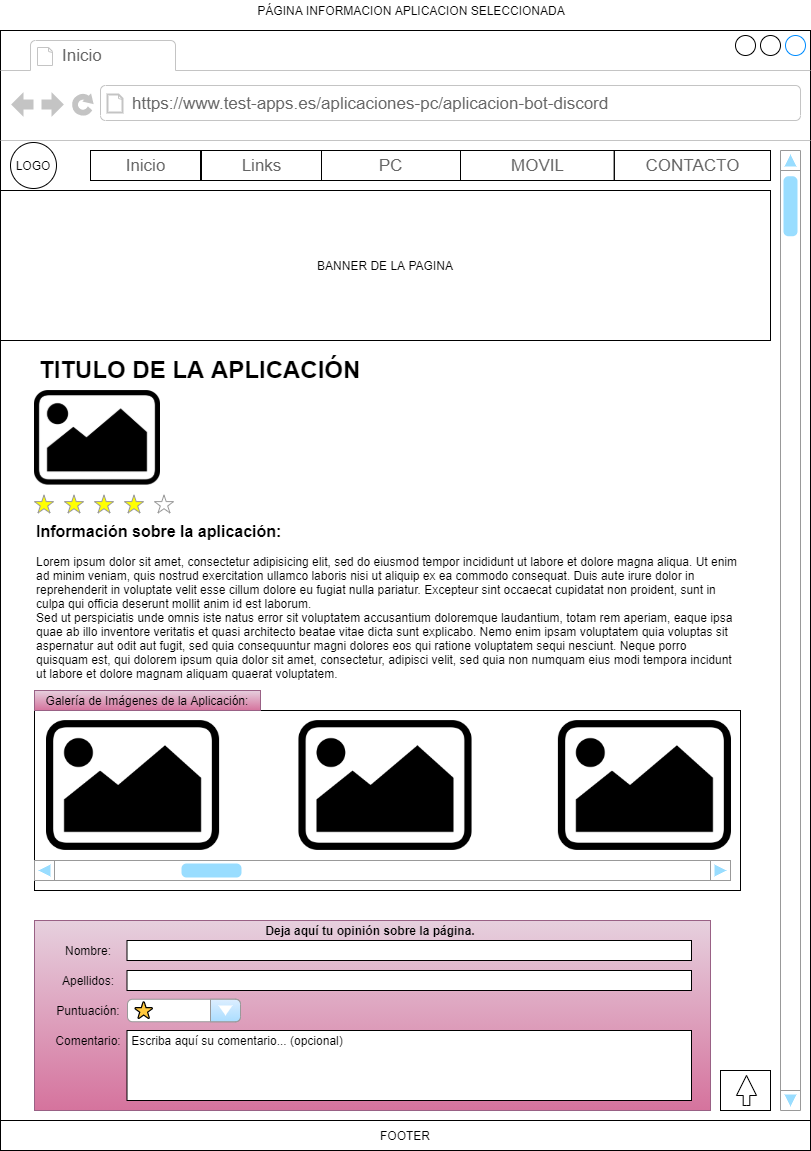 PÁGINA INFORMACION APLICACION SELECCIONADA
Inicio
https://www.test-apps.es/aplicaciones-pc/aplicacion-bot-discord
LOGO
Inicio
Links
PC
MOVIL
CONTACTO
BANNER DE LA PAGINA
TITULO DE LA APLICACIÓN
Información sobre la aplicación:
Lorem ipsum dolor sit amet, consectetur adipisicing elit, sed do eiusmod tempor incididunt ut labore et dolore magna aliqua. Ut enim
ad minim veniam, quis nostrud exercitation ullamco laboris nisi ut aliquip ex ea commodo consequat. Duis aute irure dolor in
reprehenderit in voluptate velit esse cillum dolore eu fugiat nulla pariatur. Excepteur sint occaecat cupidatat non proident, sunt in
culpa qui officia deserunt mollit anim id est laborum.
Sed ut perspiciatis unde omnis iste natus error sit voluptatem accusantium doloremque laudantium, totam rem aperiam, eaque ipsa
quae ab illo inventore veritatis et quasi architecto beatae vitae dicta sunt explicabo. Nemo enim ipsam voluptatem quia voluptas sit
aspernatur aut odit aut fugit, sed quia consequuntur magni dolores eos qui ratione voluptatem sequi nesciunt. Neque porro
quisquam est, qui dolorem ipsum quia dolor sit amet, consectetur, adipisci velit, sed quia non numquam eius modi tempora incidunt
ut labore et dolore magnam aliquam quaerat voluptatem.
Galería de Imágenes de la Aplicación:
Deja aquí tu opinión sobre la página.
Nombre:
Apellidos:
Puntuación:
Comentario:
Escriba aquí su comentario... (opcional)
FOOTER